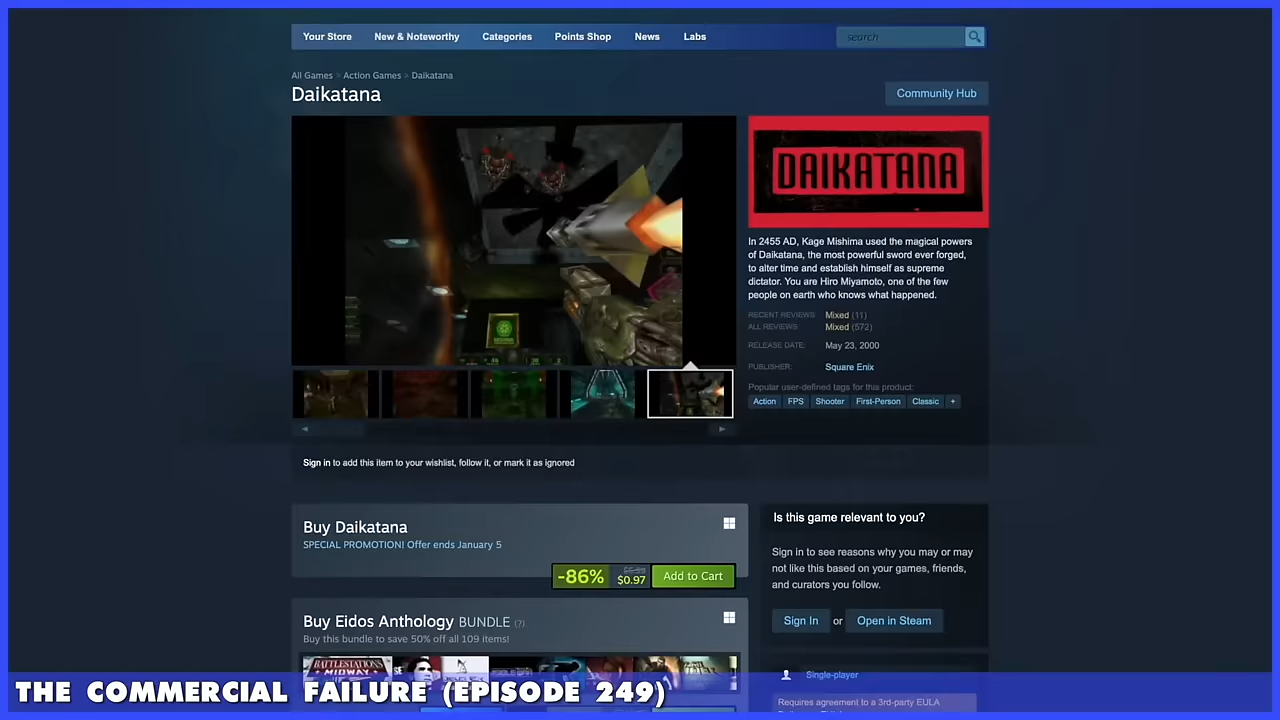 Your Store New & Noteworthy Categories Points Shop News Labs search
All Games > Action Games > Daikatana
Daikatana
Community Hub
DAIKATANA
In 2455 AD, Kage Mishima used the magical powers
of Daikatana, the most powerful sword ever forged,
to alter time and establish himself as supreme
dictator. You are Hiro Miyamoto, one of the few
people on earth who knows what happened.
RECENT REVIEWS Mixed (11)
ALL REVIEWS Mixed (572)
RELEASE DATE: May 23, 2000
PUBLISHER: Square Enix
Popular user-defined tags for this product:
Action FPS Shooter First-Person Classic +
Sign in to add this item to your wishlist, follow it, or mark it as ignored
Buy Daikatana
SPECIAL PROMOTION! Offer ends January 5
-86% $0.97 Add to Cart
Is this game relevant to you?
Sign in to see reasons why you may or may
not like this based on your games, friends,
and curators you follow.
Sign In or Open in Steam
Buy Eidos Anthology BUNDLE (?)
Buy this bundle to save 50% off all 109 items!
BATTLESTATIONS
Single-player
Requires agreement to a 3rd-party EULA
THE COMMERCIAL FAILURE (EPISODE 249)